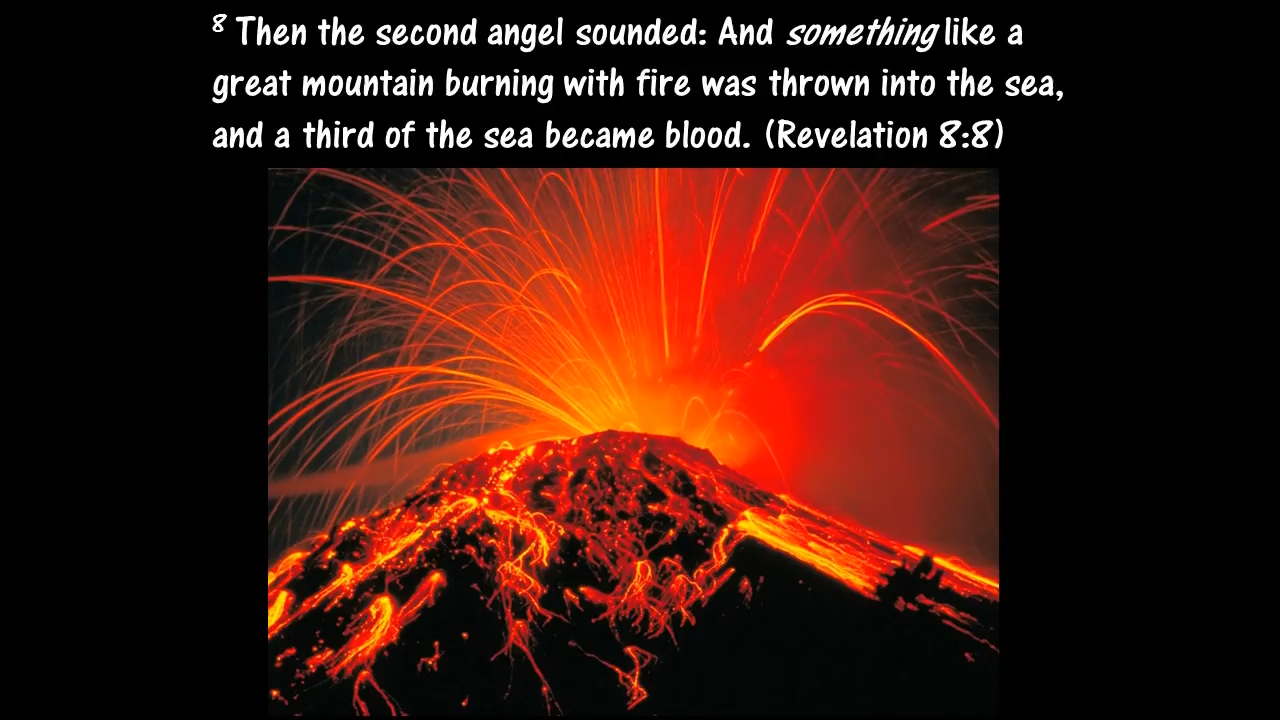 ⁸ Then the second angel sounded: And something like a
great mountain burning with fire was thrown into the sea,
and a third of the sea became blood. (Revelation 8:8)